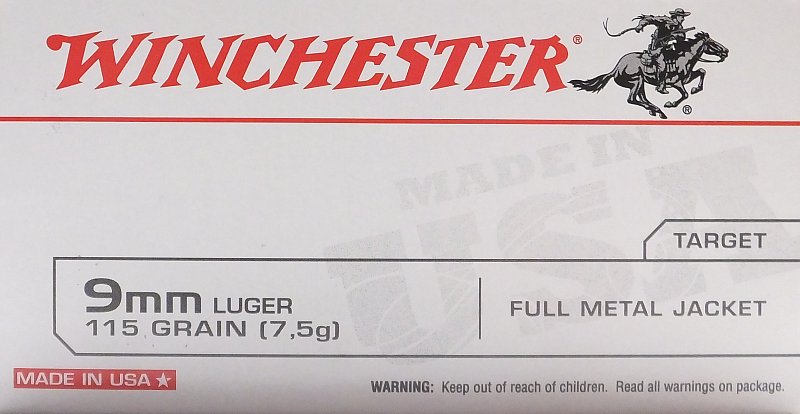 WINCHESTER®
®
MADE IN
USA
TARGET
9mm LUGER
115 GRAIN (7,5g)
FULL METAL JACKET
MADE IN USA ★
WARNING: Keep out of reach of children. Read all warnings on package.